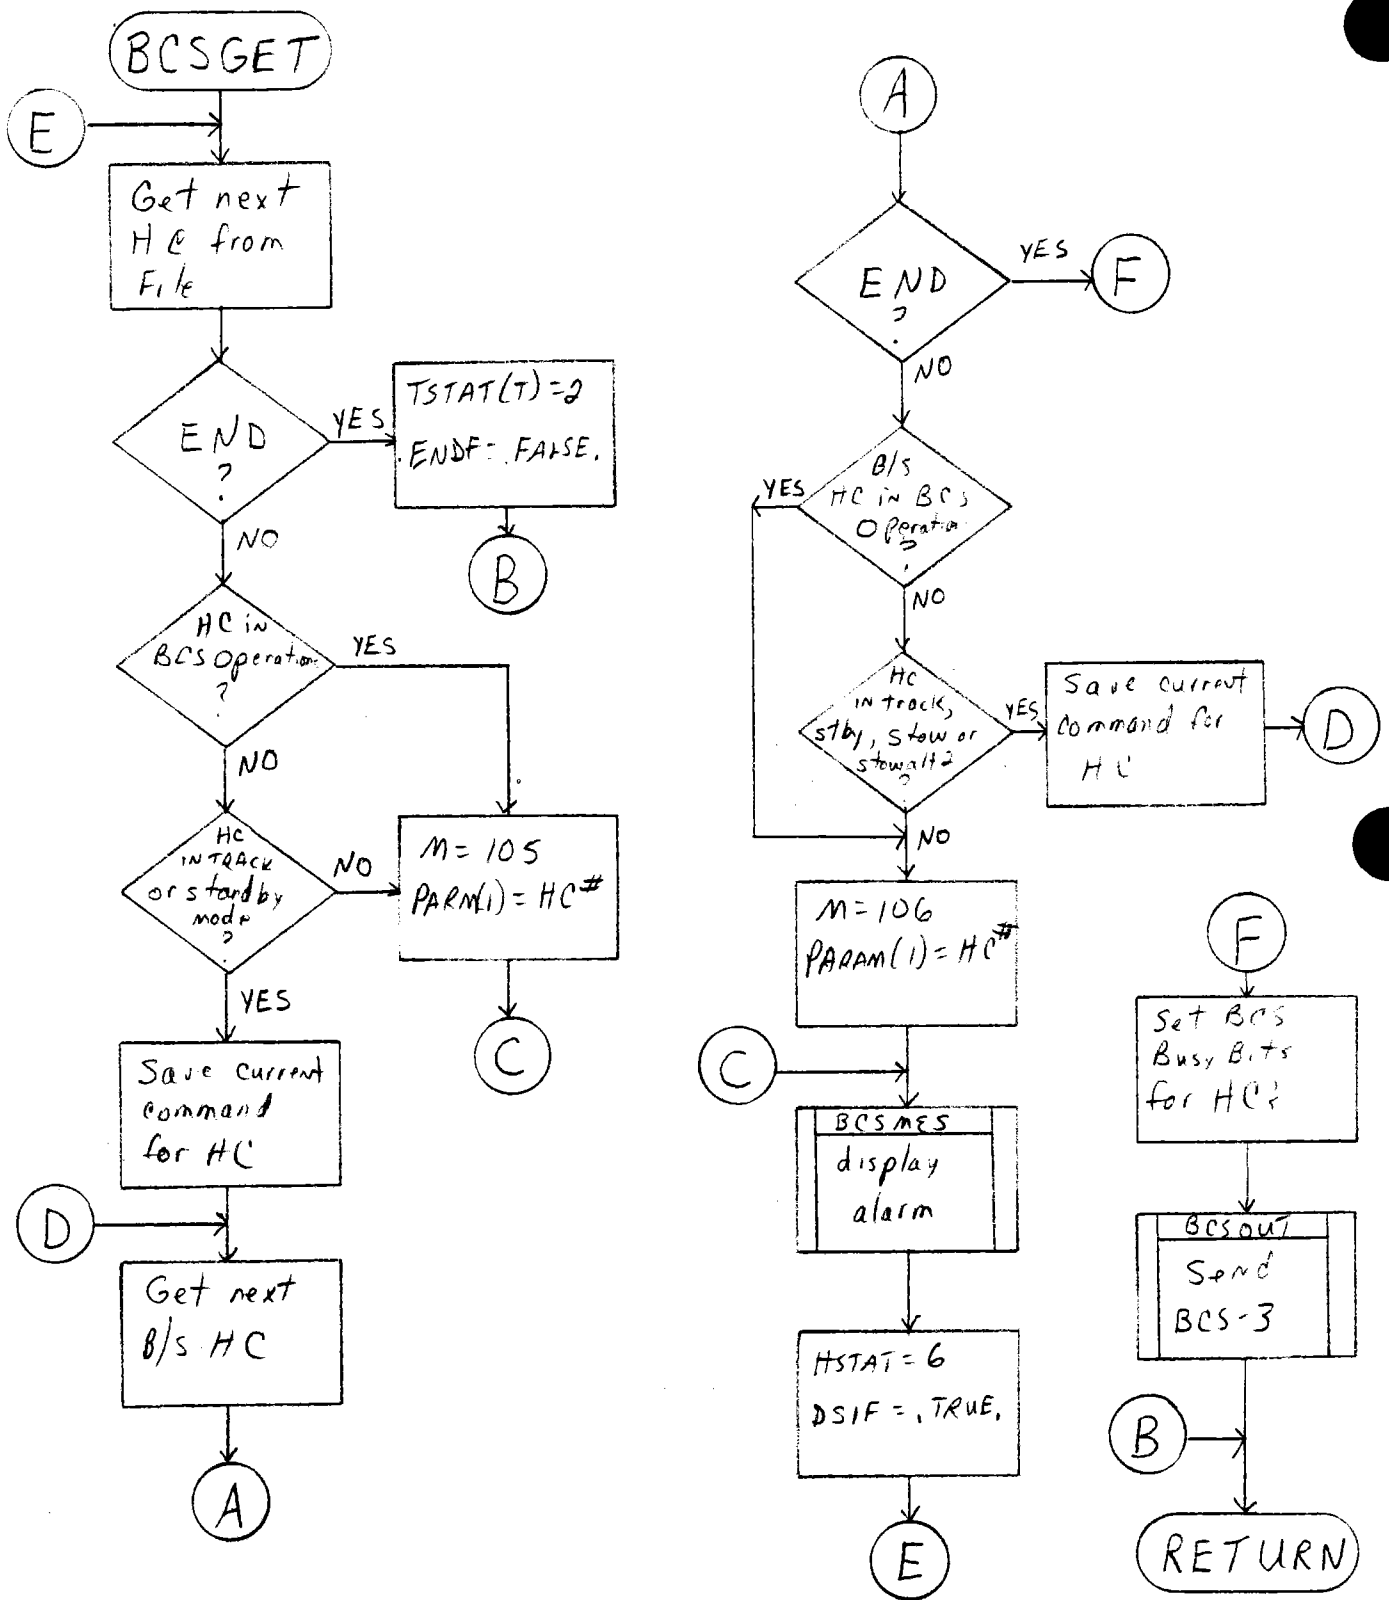 BCSGET
E
Get next
HC from
File
END
?
YES
TSTAT(T)=2
ENDF=.FALSE.
B
NO
HC in
BCS Operation
?
YES
NO
HC
IN TRACK
or standby
mode
?
NO
M=105
PARM(1)=HC#
C
YES
Save current
command
for HC
D
Get next
B/S HC
A
A
END
?
YES
F
NO
B/S
HC in BCS
Operation
?
YES
NO
HC
IN track,
stby, stow or
stowalt2
?
YES
Save current
command for
HC
D
NO
M=106
PARAM(1)=HC#
C
BCSMES
display
alarm
HSTAT=6
DSIF=.TRUE.
E
F
Set BCS
Busy Bits
for HCs
BCSOUT
Send
BCS-3
B
RETURN